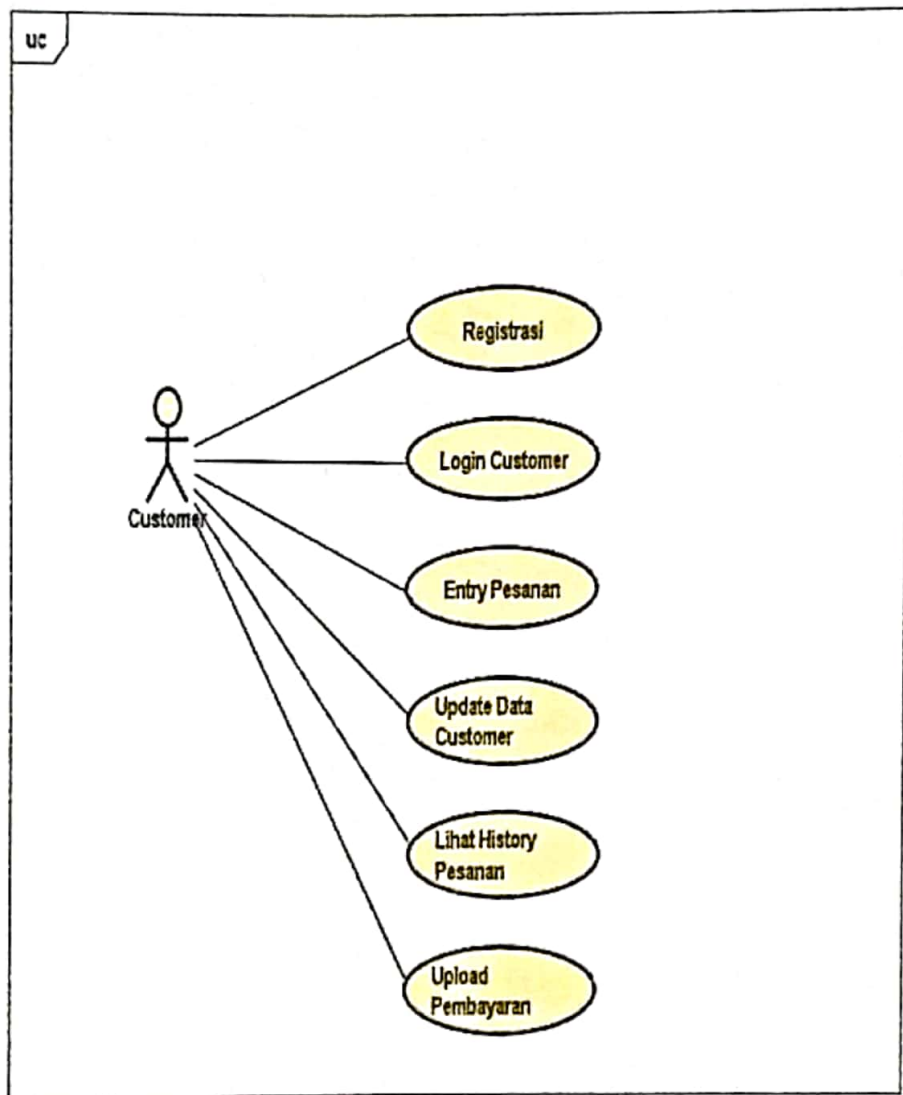 uc
Registrasi
Login Customer
Customer
Entry Pesanan
Update Data
Customer
Lihat History
Pesanan
Upload
Pembayaran